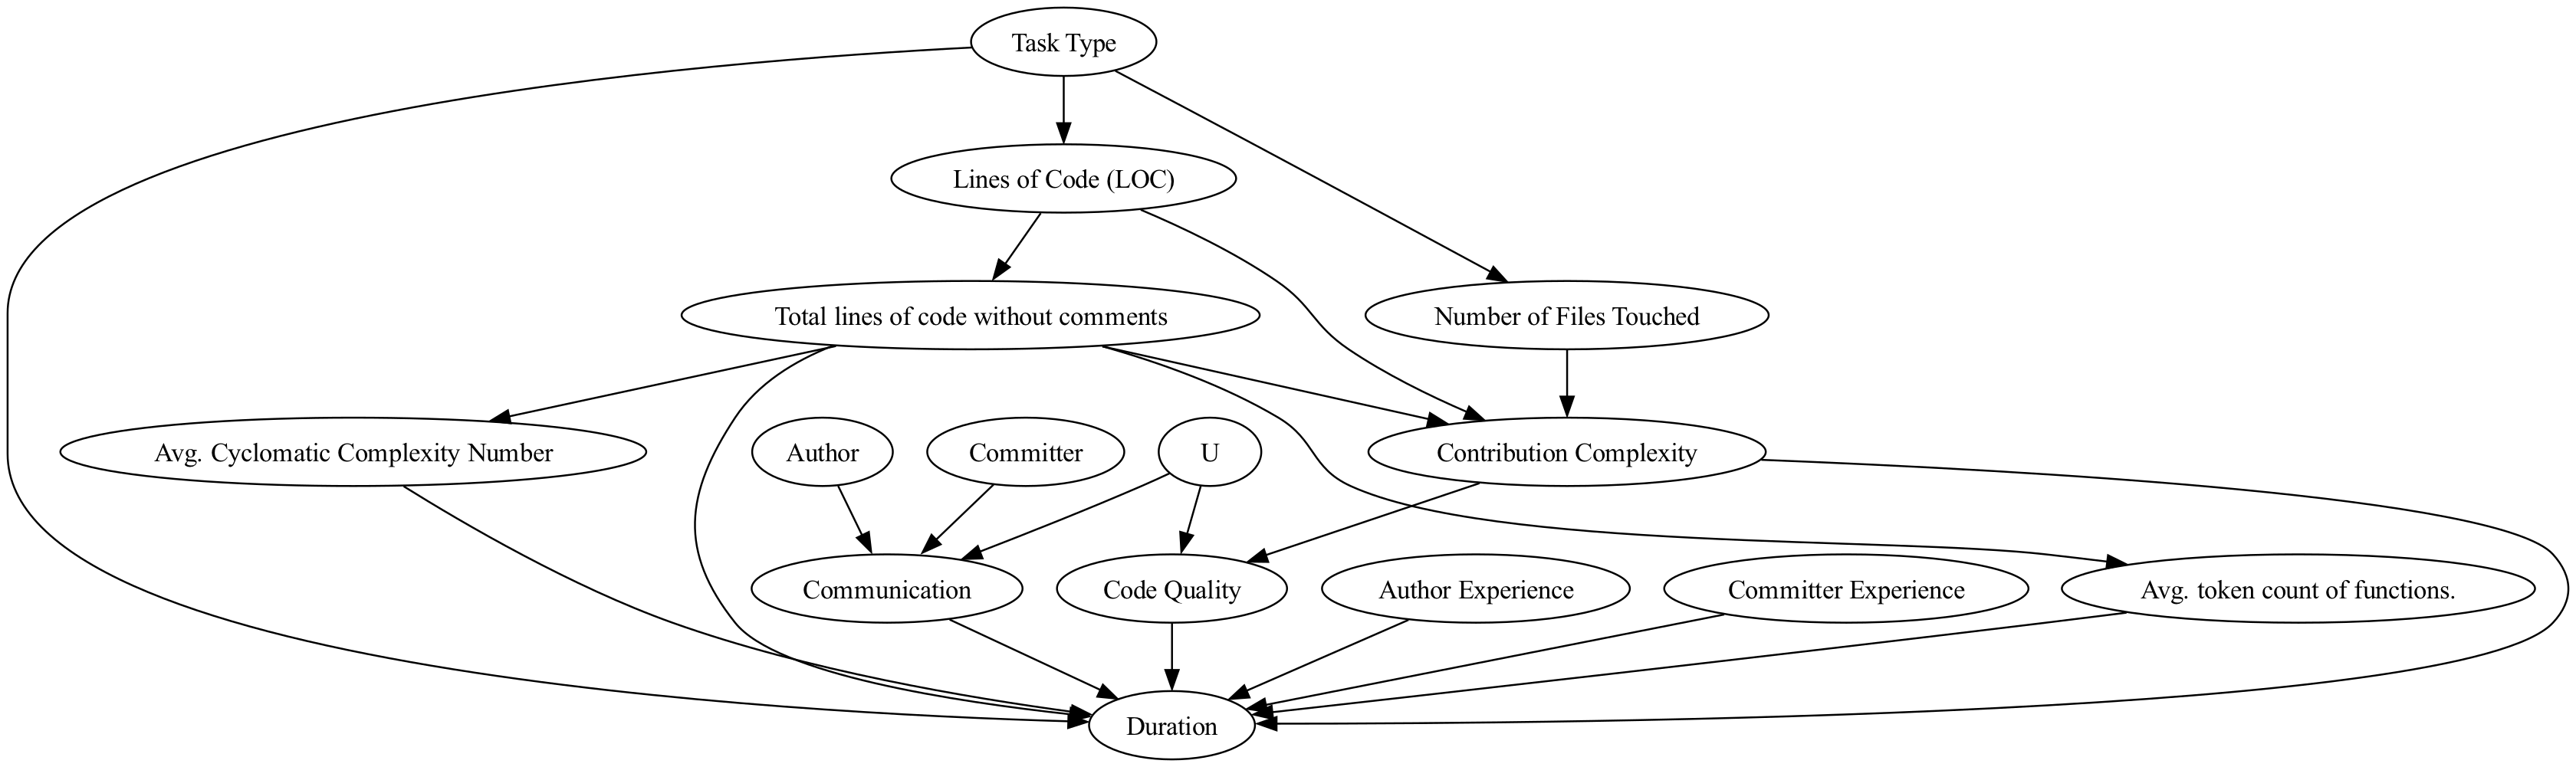 Task Type
Lines of Code (LOC)
Total lines of code without comments
Number of Files Touched
Avg. Cyclomatic Complexity Number
Author
Committer
U
Contribution Complexity
Communication
Code Quality
Author Experience
Committer Experience
Avg. token count of functions.
Duration